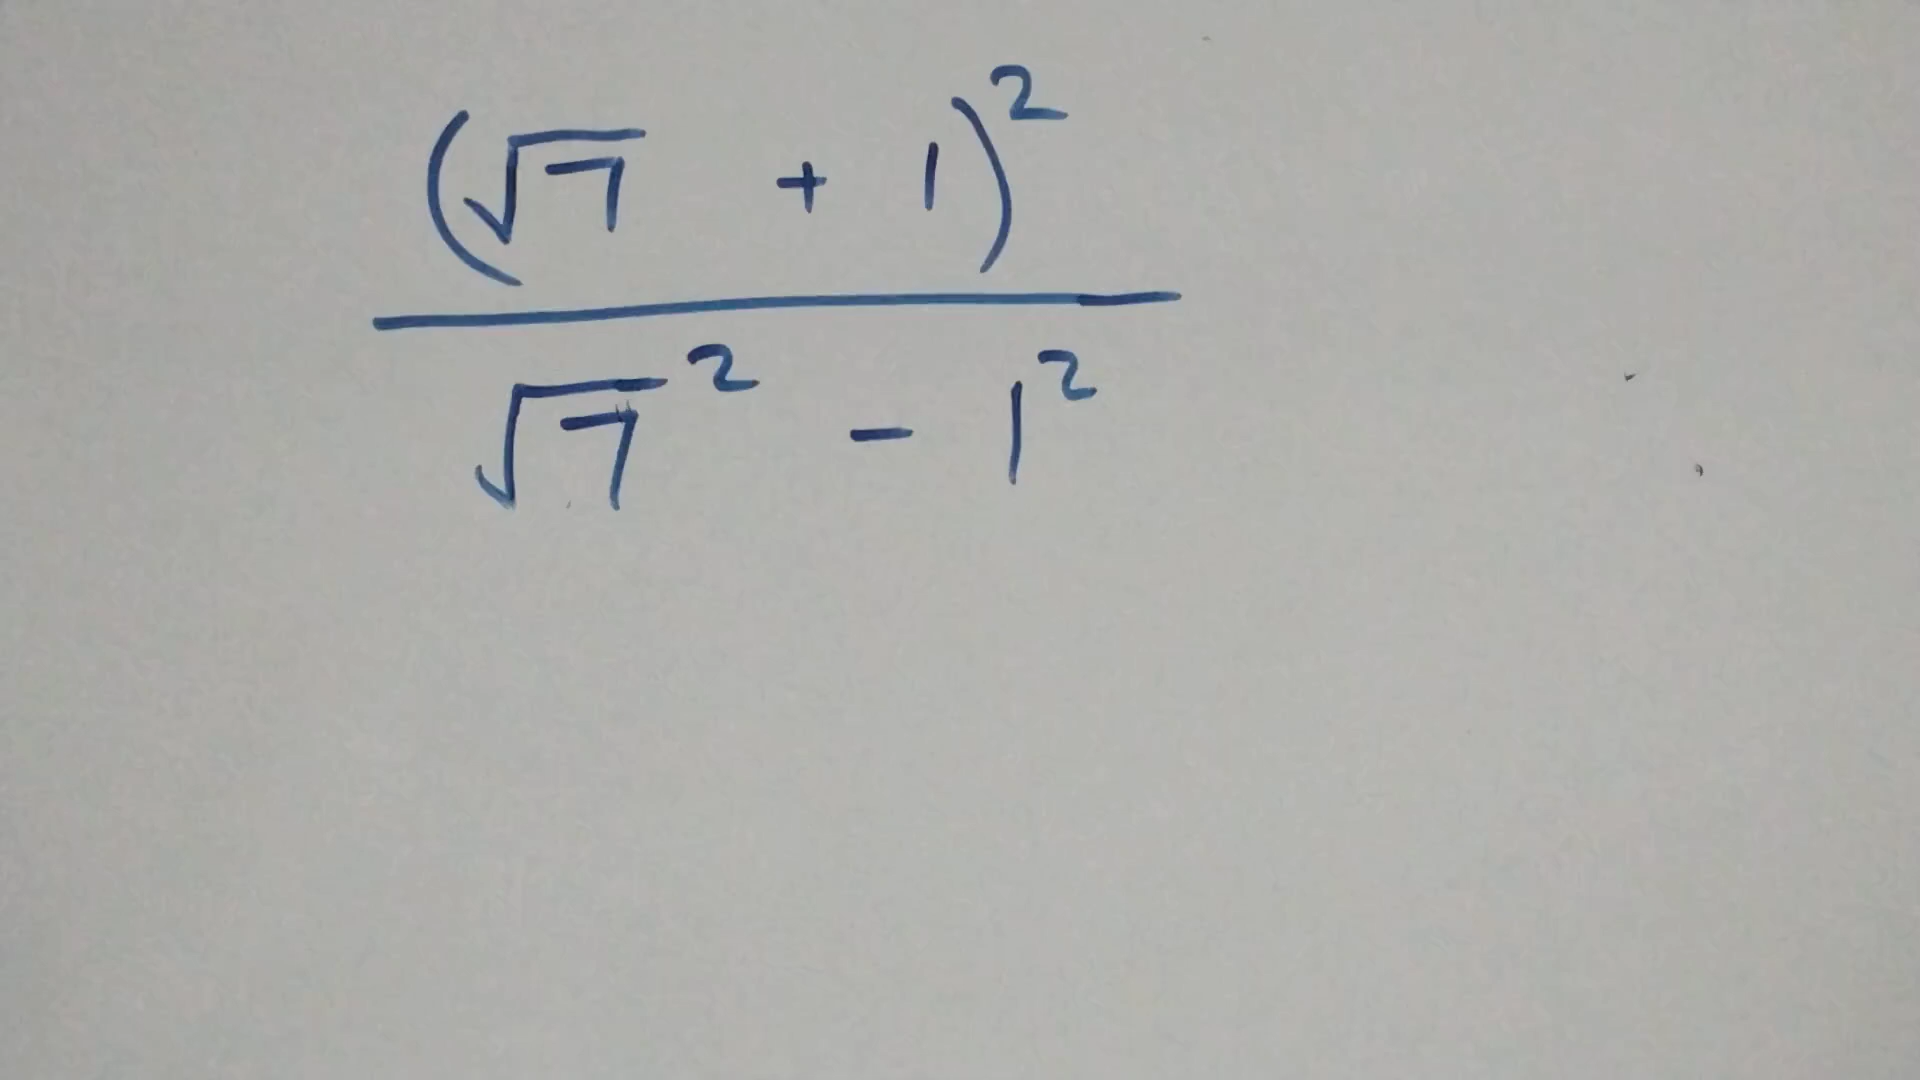 (√7 + 1)²
√7² - 1²